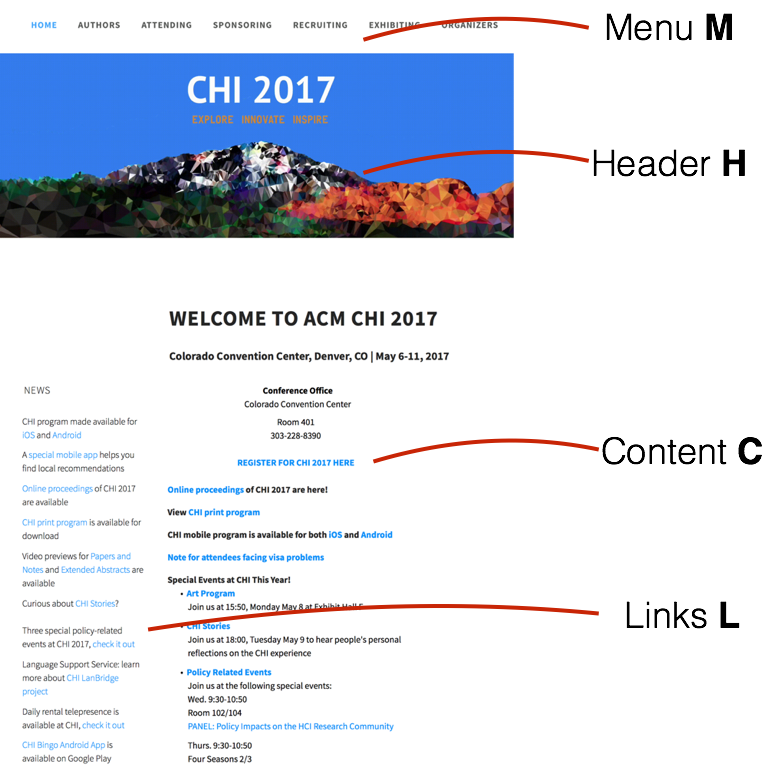 HOME AUTHORS ATTENDING SPONSORING RECRUITING EXHIBITING ORGANIZERS
Menu M
CHI 2017
EXPLORE INNOVATE INSPIRE
Header H
WELCOME TO ACM CHI 2017
Colorado Convention Center, Denver, CO | May 6-11, 2017
NEWS
CHI program made available for
iOS and Android
A special mobile app helps you
find local recommendations
Online proceedings of CHI 2017
are available
CHI print program is available for
download
Video previews for Papers and
Notes and Extended Abstracts are
available
Curious about CHI Stories?
Three special policy-related
events at CHI 2017, check it out
Language Support Service: learn
more about CHI LanBridge
project
Daily rental telepresence is
available at CHI, check it out
CHI Bingo Android App is
available on Google Play
Conference Office
Colorado Convention Center
Room 401
303-228-8390
REGISTER FOR CHI 2017 HERE
Online proceedings of CHI 2017 are here!
View CHI print program
CHI mobile program is available for both iOS and Android
Note for attendees facing visa problems
Special Events at CHI This Year!
• Art Program
Join us at 15:50, Monday May 8 at Exhibit Hall
• CHI Stories
Join us at 18:00, Tuesday May 9 to hear people's personal
reflections on the CHI experience
• Policy Related Events
Join us at the following special events:
Wed. 9:30-10:50
Room 102/104
PANEL: Policy Impacts on the HCI Research Community
Thurs. 9:30-10:50
Four Seasons 2/3
Content C
Links L